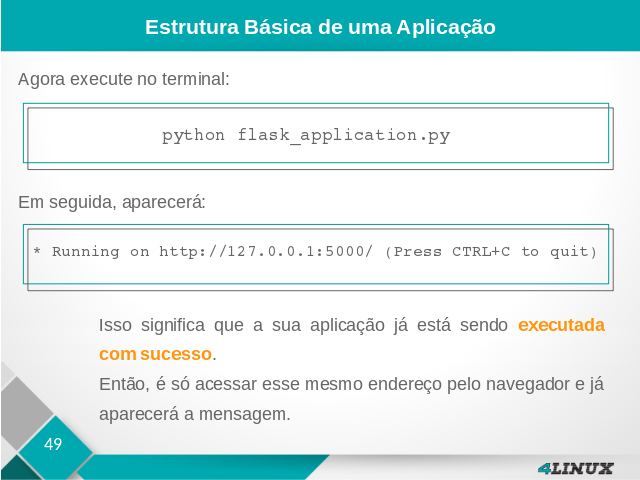 Estrutura Básica de uma Aplicação
Agora execute no terminal:
python flask_application.py
Em seguida, aparecerá:
* Running on http://127.0.0.1:5000/ (Press CTRL+C to quit)
Isso significa que a sua aplicação já está sendo executada
com sucesso.
Então, é só acessar esse mesmo endereço pelo navegador e já
aparecerá a mensagem.
49
4LINUX